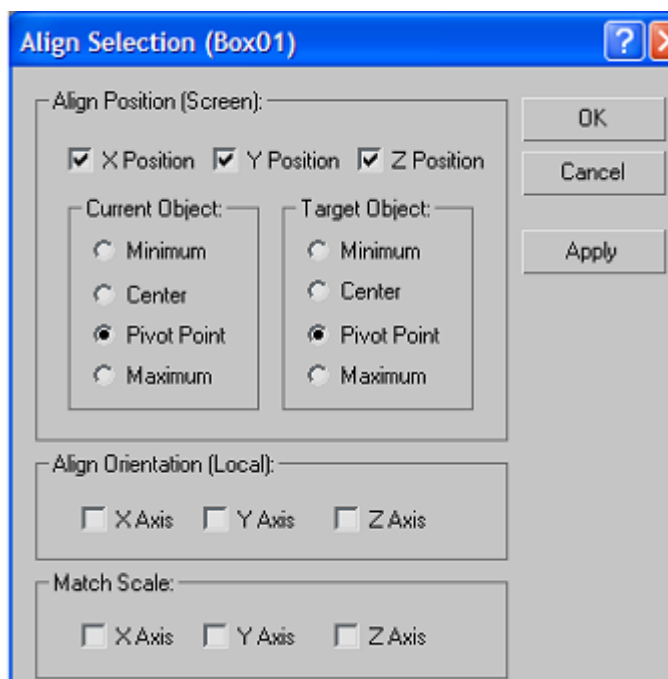 Align Selection (Box01)
?
Align Position (Screen):
OK
X Position Y Position Z Position
Cancel
Current Object: Target Object:
Minimum Minimum
Apply
Center Center
Pivot Point Pivot Point
Maximum Maximum
Align Orientation (Local):
X Axis Y Axis Z Axis
Match Scale:
X Axis Y Axis Z Axis